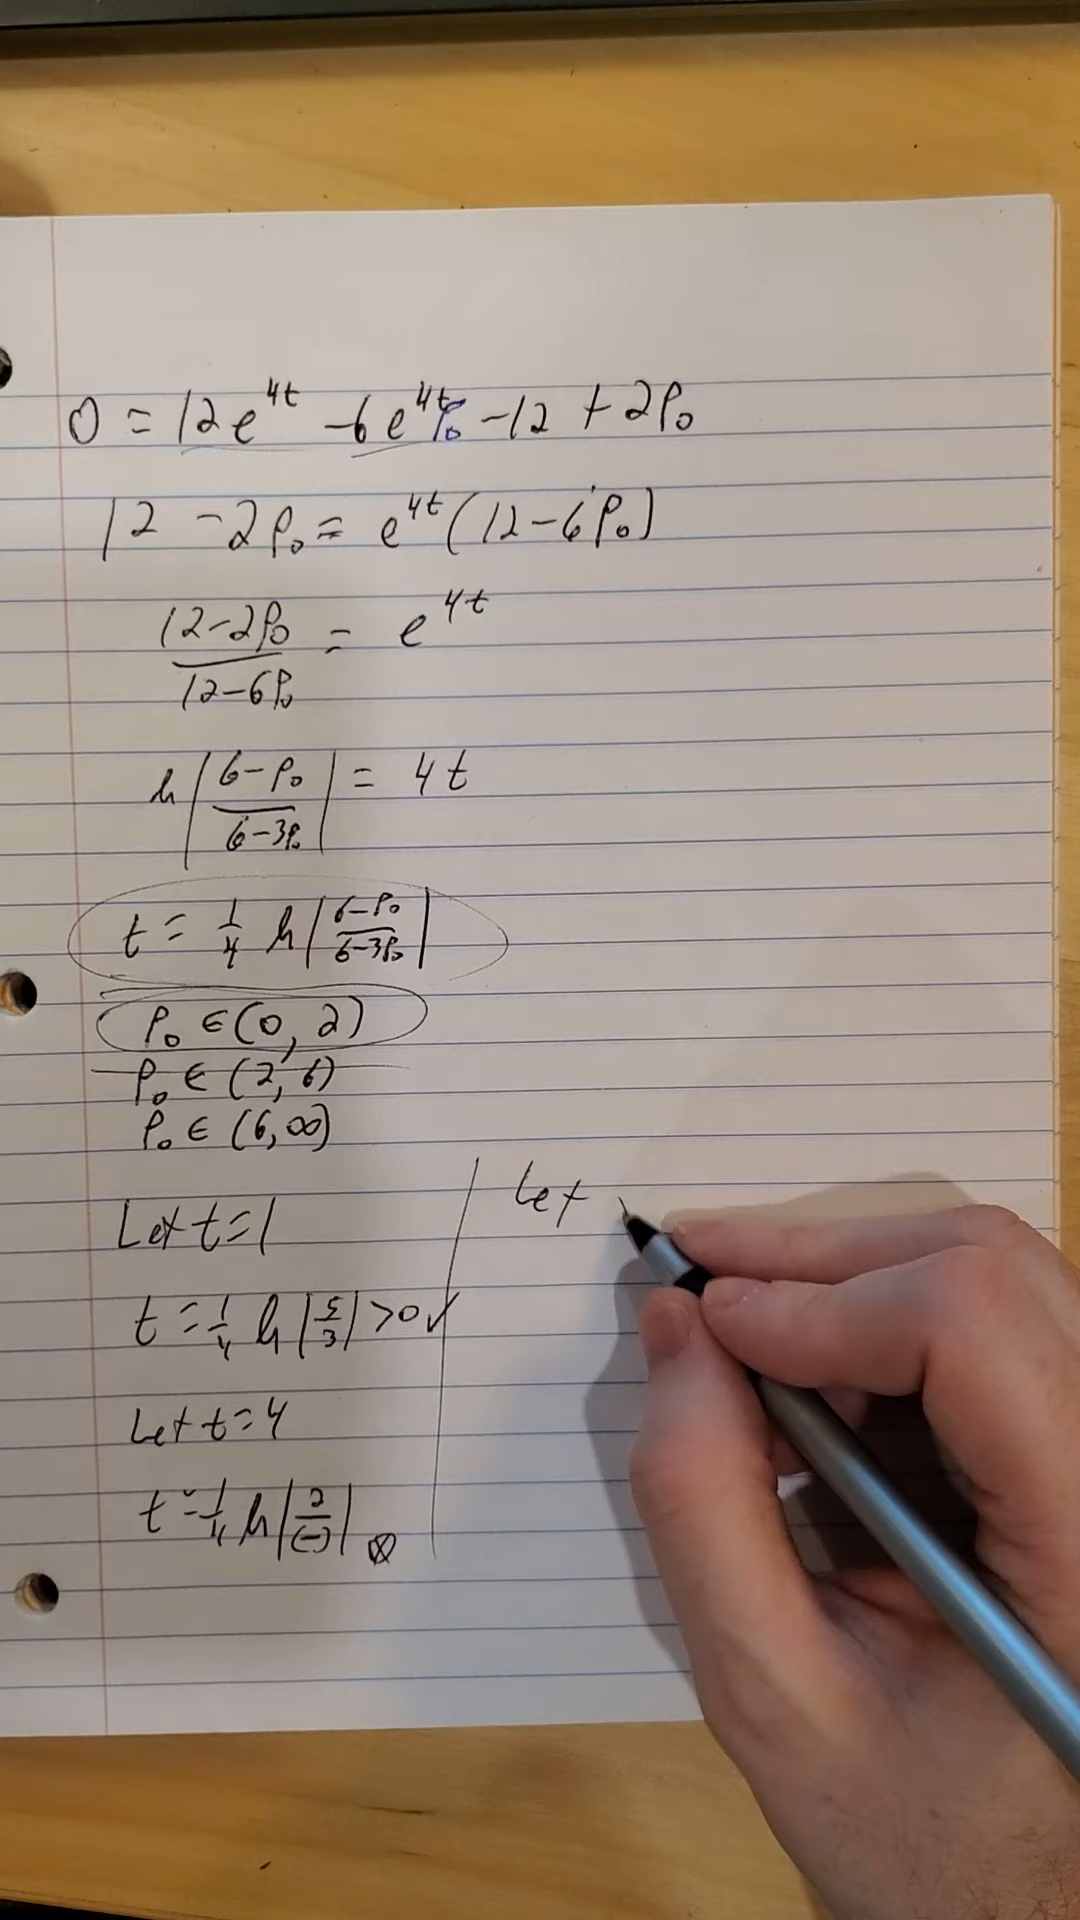 0 = 12e^{4t} - 6e^{4t}P₀ - 12 + 2P₀
12 - 2P₀ = e^{4t}(12 - 6P₀)
(12 - 2P₀)/(12 - 6P₀) = e^{4t}
ln|(6 - P₀)/(6 - 3P₀)| = 4t
t = 1/4 ln|(6 - P₀)/(6 - 3P₀)|
P₀ ∈ (0, 2)
P₀ ∈ (2, 6)
P₀ ∈ (6, ∞)
Let t = 1
t = 1/4 ln|5/3| > 0 ✓
Let t = 4
t = 1/4 ln|2/(-)| ⊗
Let